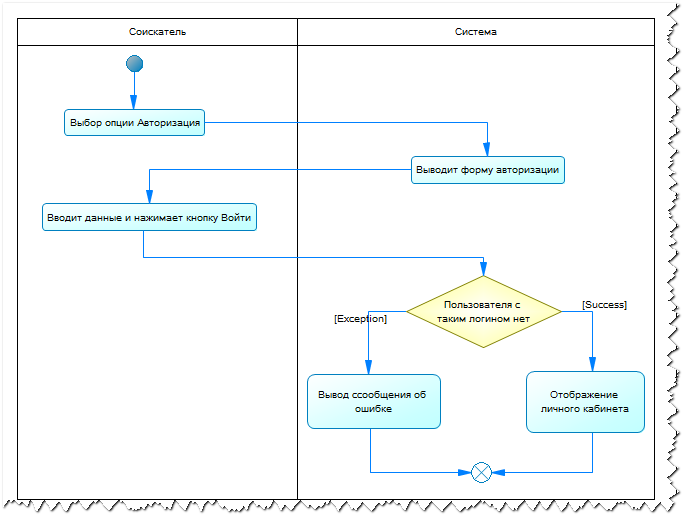 Соискатель
Система
Выбор опции Авторизация
Выводит форму авторизации
Вводит данные и нажимает кнопку Войти
Пользователя с
таким логином нет
[Exception]
[Success]
Вывод ссообщения об
ошибке
Отображение
личного кабинета